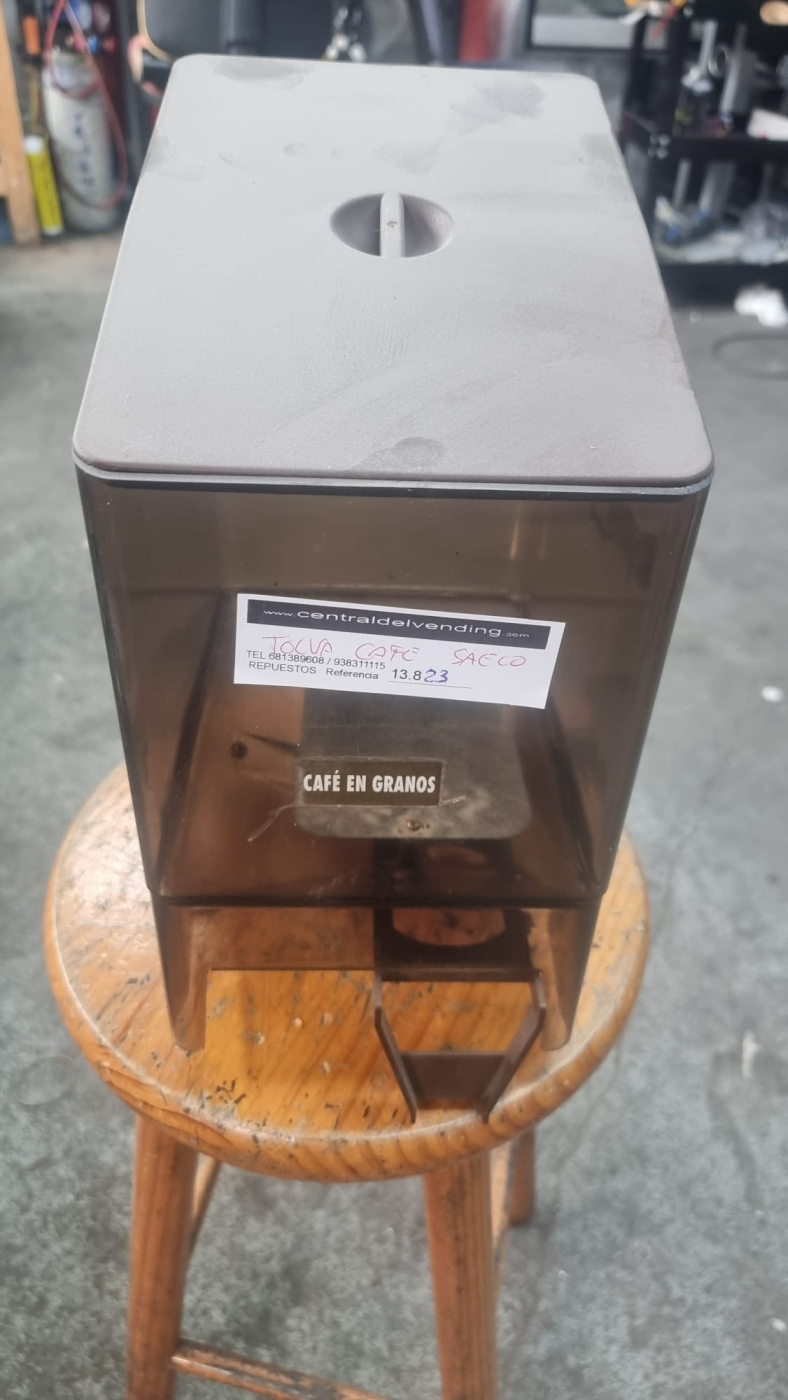 www.centraldelvending.com
TOLVA CAFE SAECO
TEL 681389608 / 938311115
REPUESTOS Referencia 13.823
CAFÉ EN GRANOS